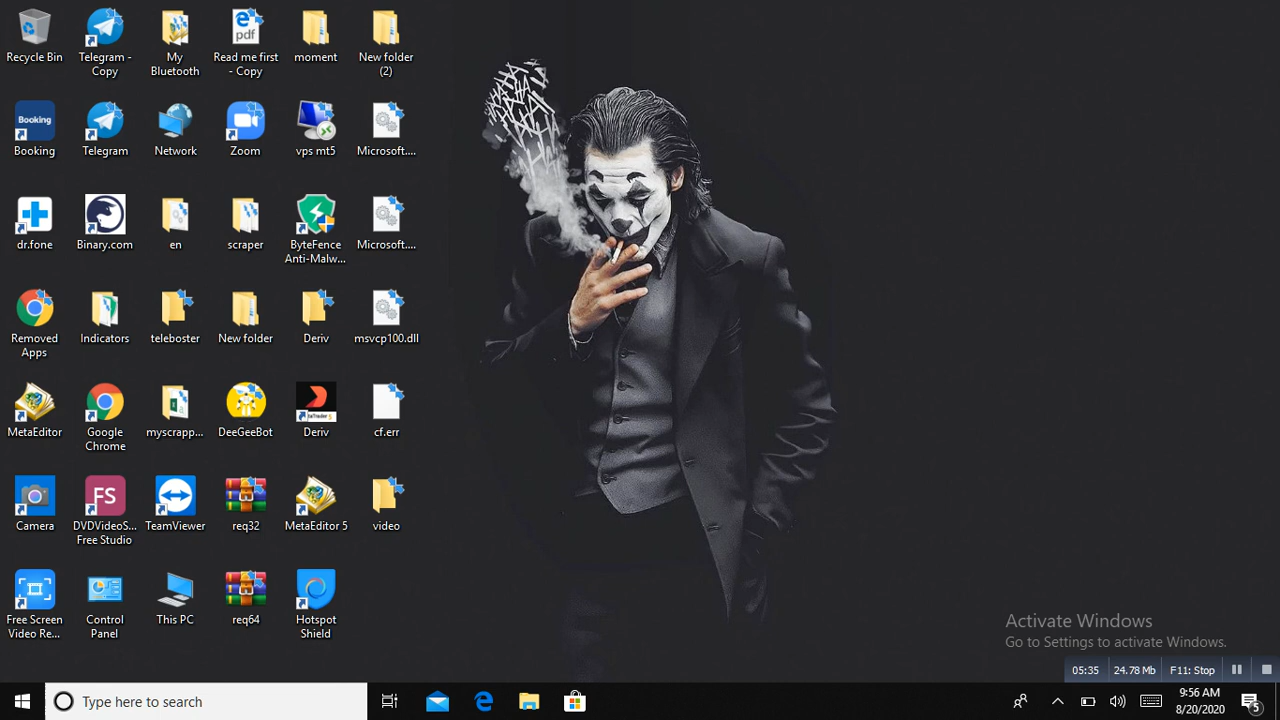 Recycle Bin
Telegram -
Copy
My
Bluetooth
pdf
Read me first
- Copy
moment
New folder
(2)
Booking
Booking
Telegram
Network
Zoom
vps mt5
Microsoft....
dr.fone
Binary.com
en
scraper
ByteFence
Anti-Malw...
Microsoft....
Removed
Apps
Indicators
teleboster
New folder
Deriv
msvcp100.dll
MetaEditor
Google
Chrome
myscrapp...
DeeGeeBot
Deriv
cf.err
Camera
FS
DVDVideoS...
Free Studio
TeamViewer
req32
MetaEditor 5
video
Free Screen
Video Re...
Control
Panel
This PC
req64
Hotspot
Shield
HA
Activate Windows
Go to Settings to activate Windows.
05:35 24.78 Mb F11: Stop
Type here to search
9:56 AM
8/20/2020
5